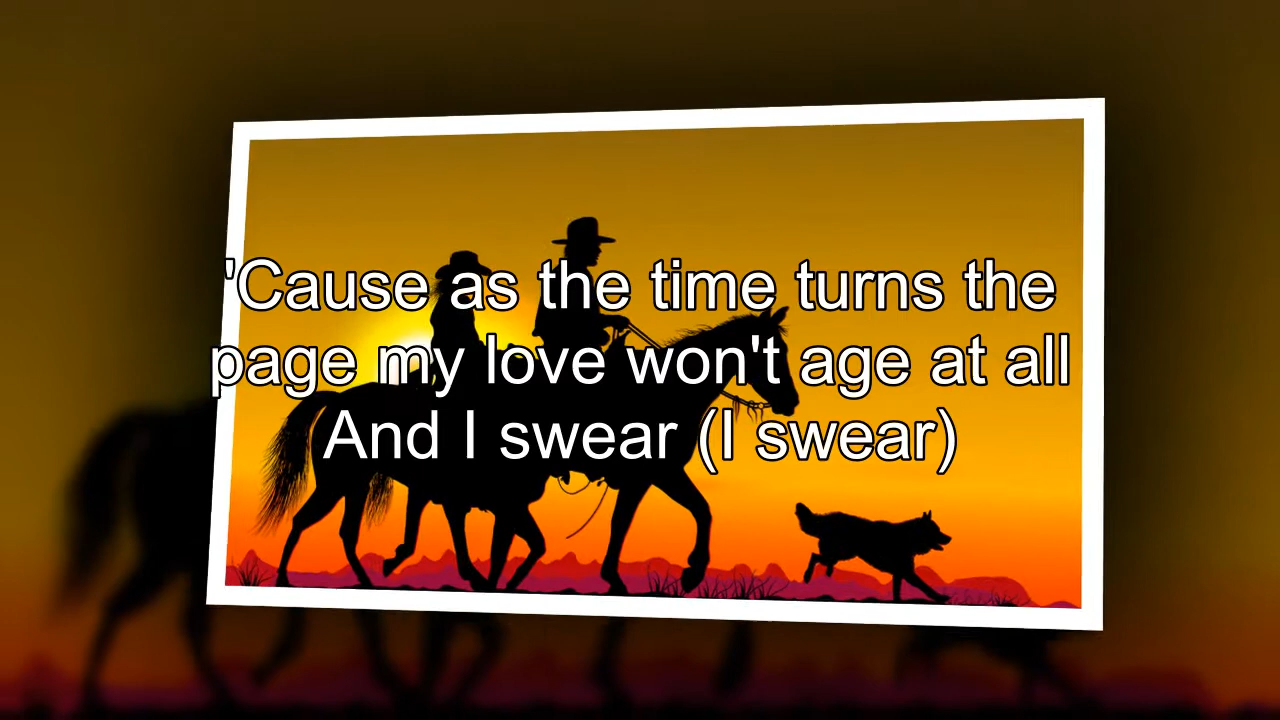 'Cause as the time turns the
page my love won't age at all
And I swear (I swear)